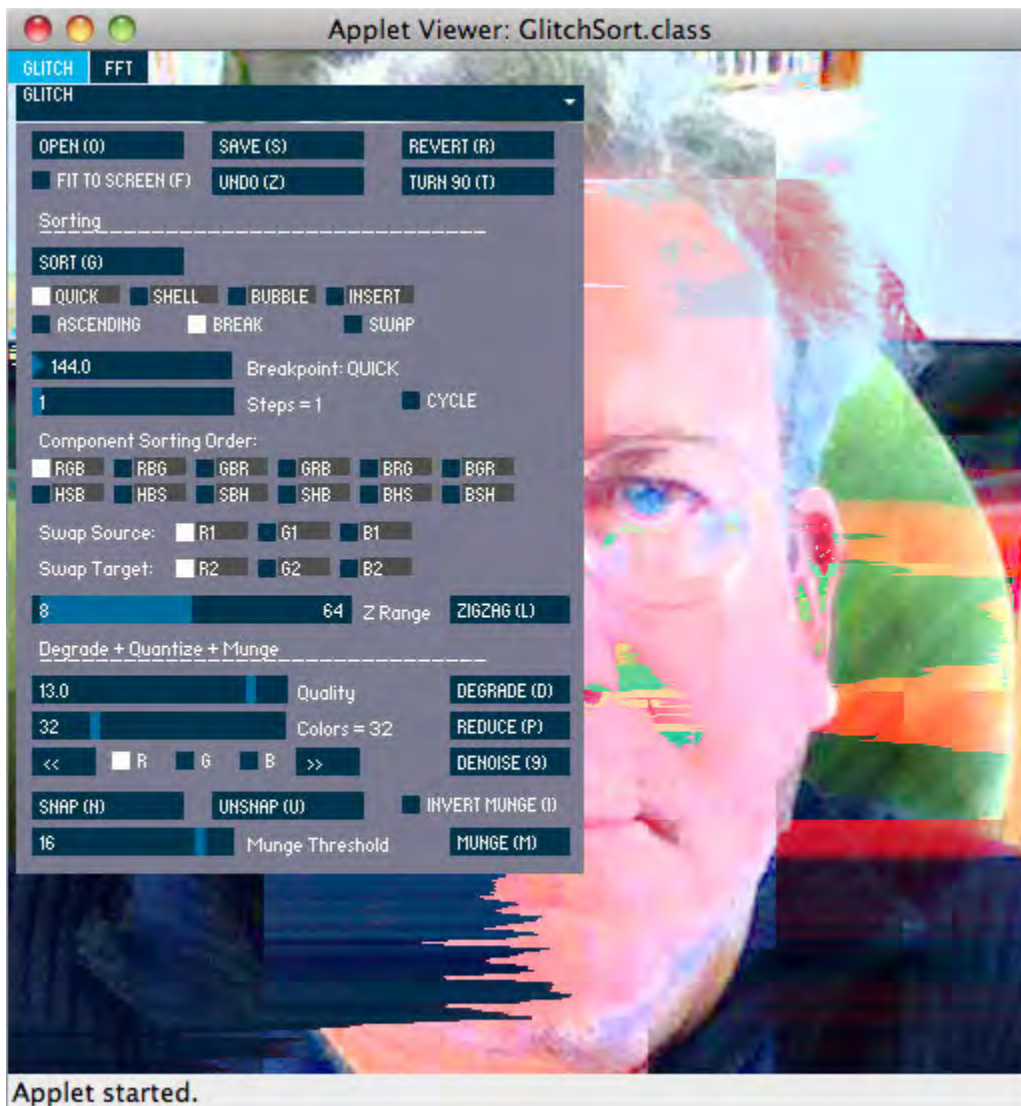 Applet Viewer: GlitchSort.class
GLITCH FFT
GLITCH
OPEN (O) SAVE (S) REVERT (R)
FIT TO SCREEN (F) UNDO (Z) TURN 90 (T)
Sorting
SORT (G)
QUICK SHELL BUBBLE INSERT
ASCENDING BREAK SWAP
144.0 Breakpoint: QUICK
1 Steps = 1 CYCLE
Component Sorting Order:
RGB RBG GBR GRB BRG BGR
HSB HBS SBH SHB BHS BSH
Swap Source: R1 G1 B1
Swap Target: R2 G2 B2
8 64 Z Range ZIGZAG (L)
Degrade + Quantize + Munge
13.0 Quality DEGRADE (D)
32 Colors = 32 REDUCE (P)
<< R G B >> DENOISE (9)
SNAP (N) UNSNAP (U) INVERT MUNGE (I)
16 Munge Threshold MUNGE (M)
Applet started.